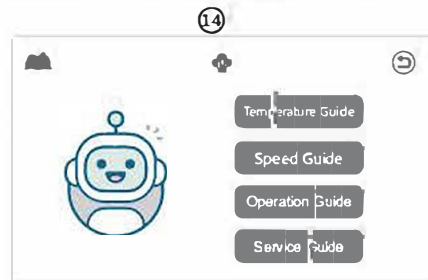 14
Temperature Guide
Speed Guide
Operation Guide
Service Guide